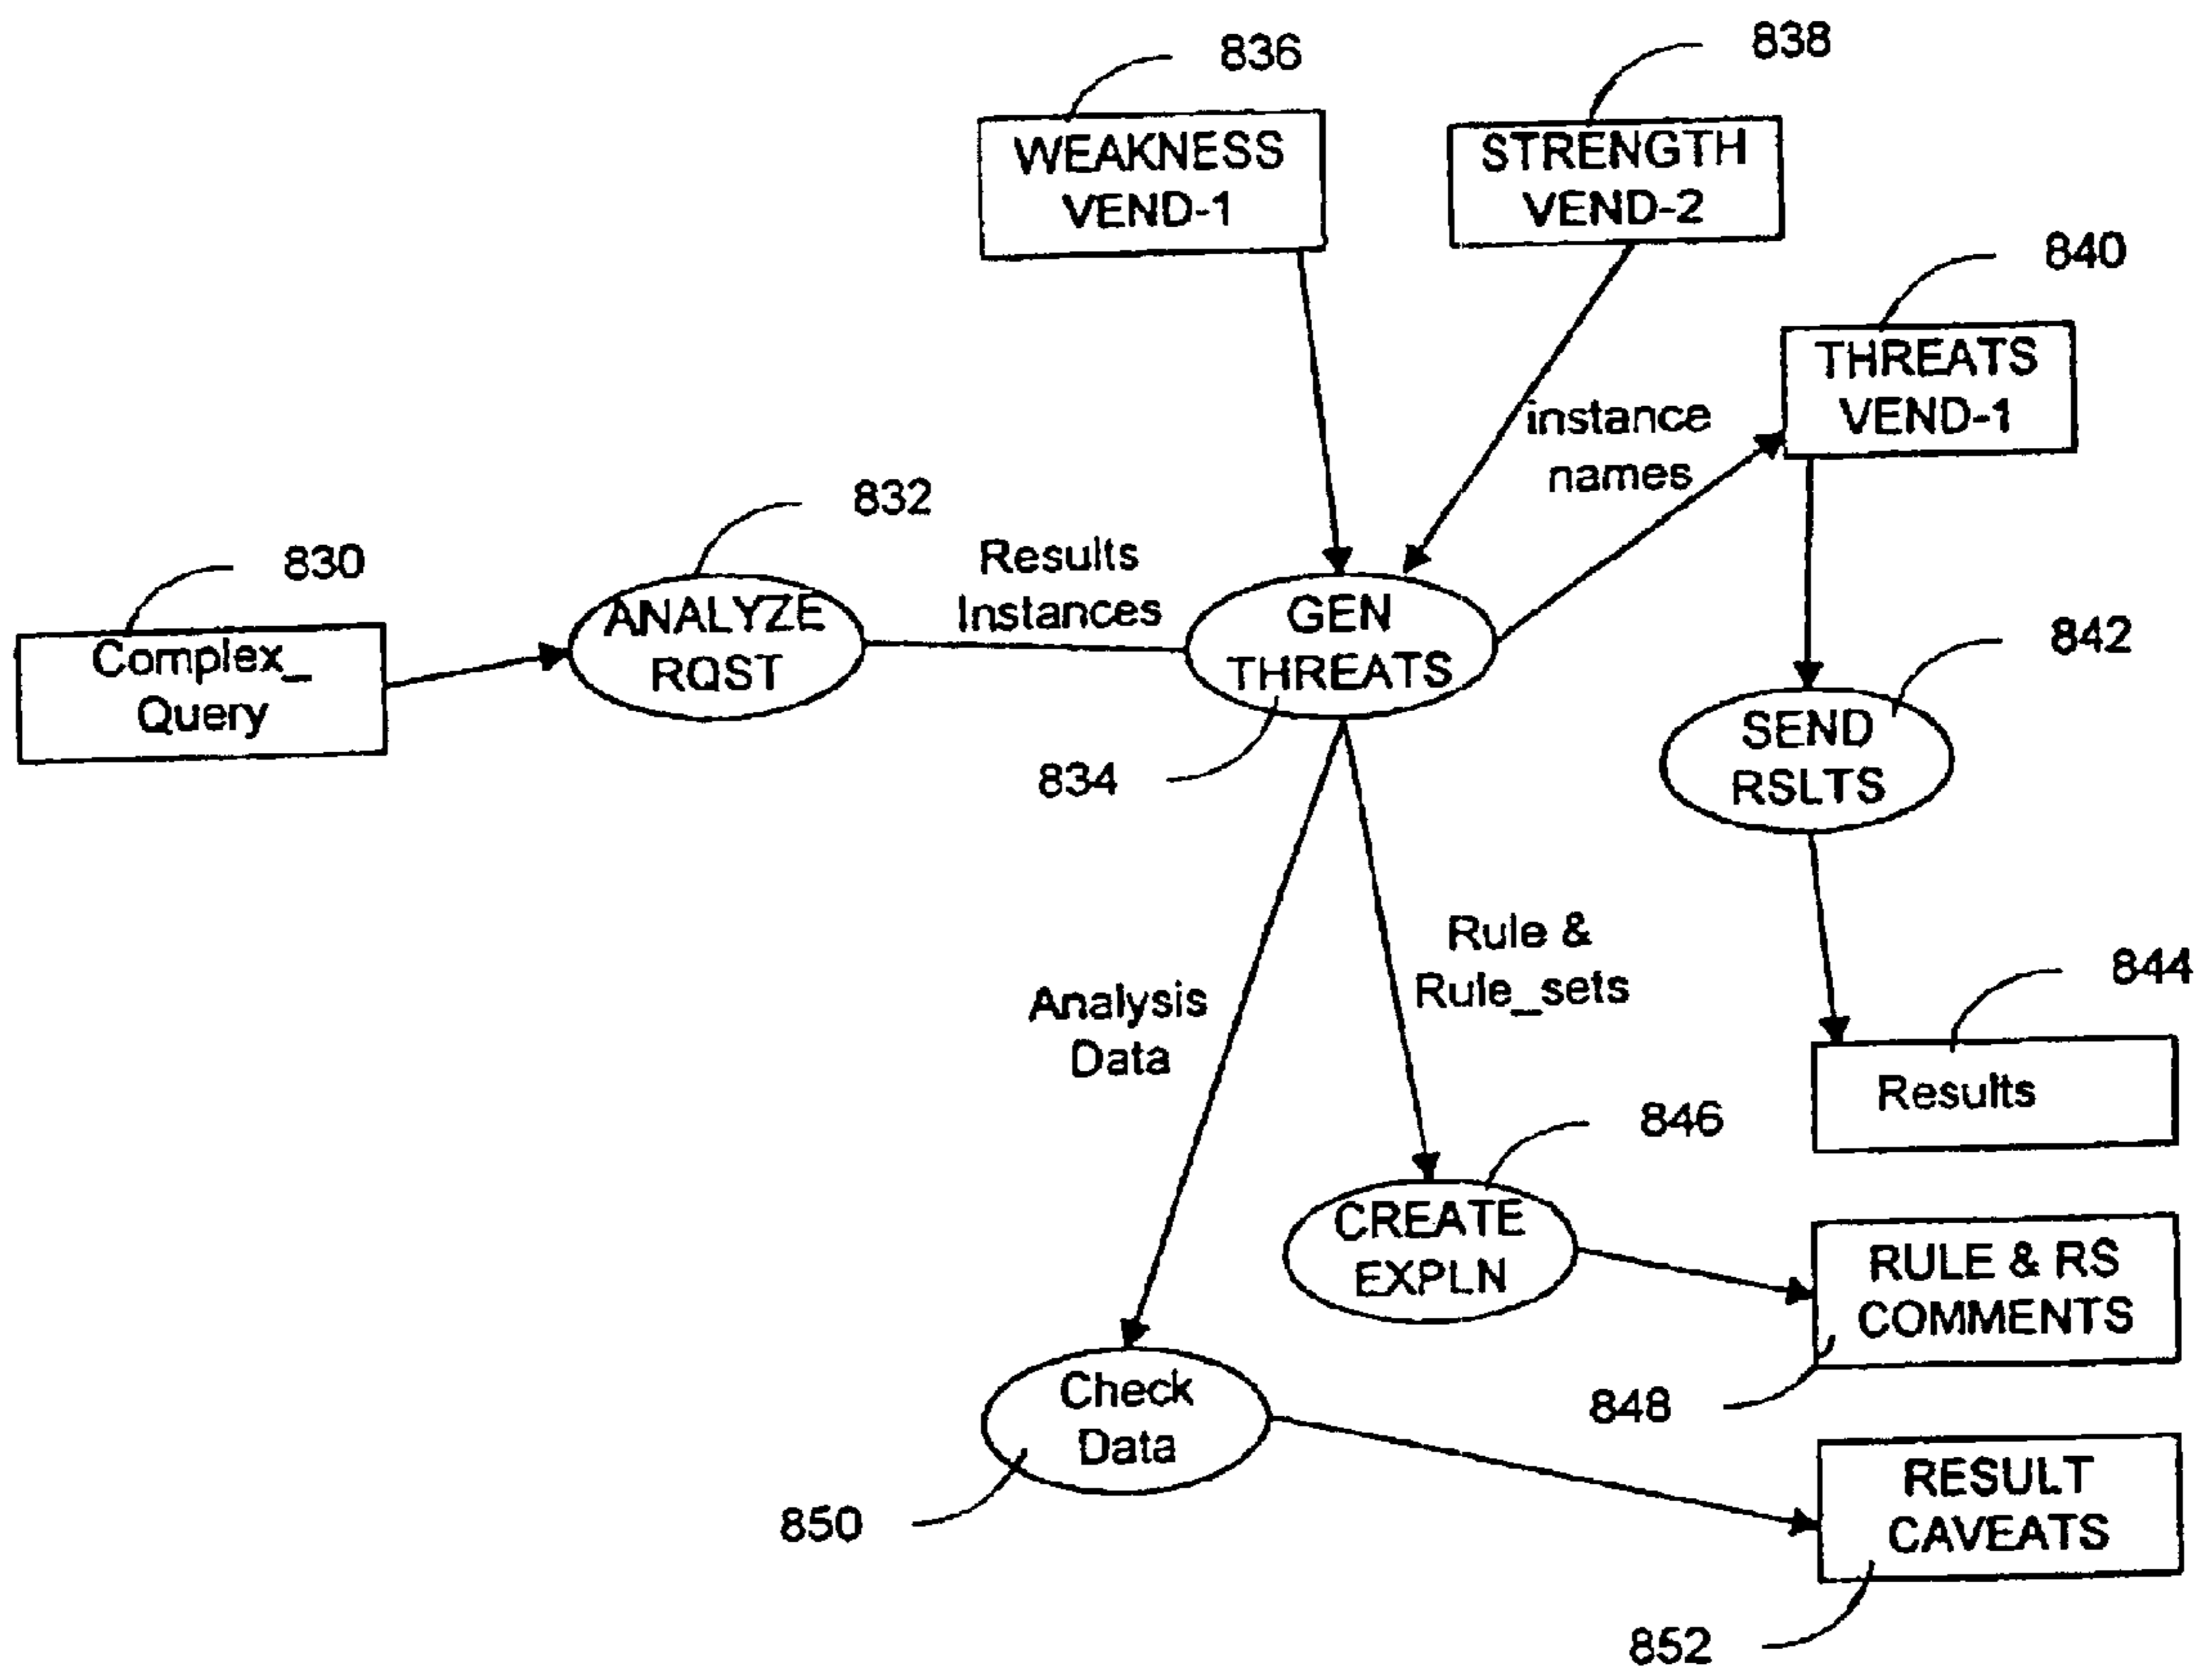 836
838
WEAKNESS
VEND-1
STRENGTH
VEND-2
840
THREATS
VEND-1
instance
names
832
830
Results
Instances
Complex_
Query
ANALYZE
RQST
GEN
THREATS
834
842
SEND
RSLTS
Rule &
Rule_sets
Analysis
Data
844
Results
846
CREATE
EXPLN
RULE & RS
COMMENTS
848
Check
Data
850
RESULT
CAVEATS
852